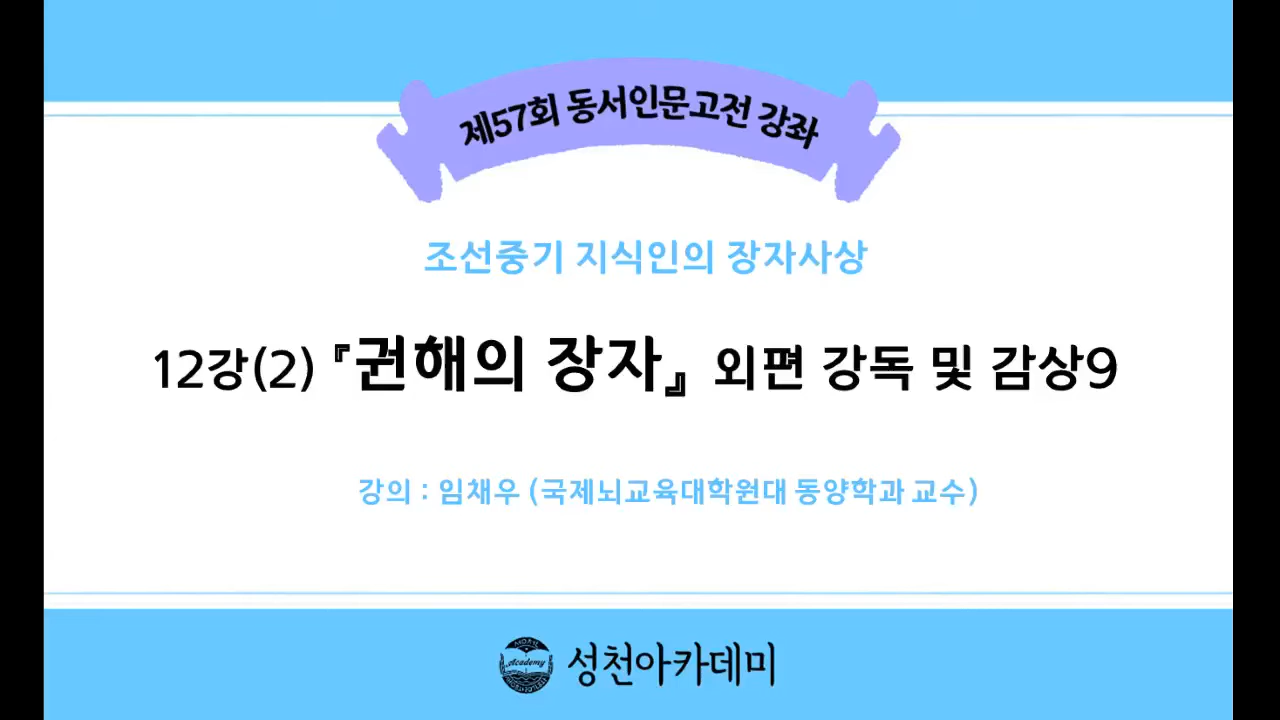 제57회 동서인문고전 강좌
조선중기 지식인의 장자사상
12강(2) 『권해의 장자』 외편 강독 및 감상9
강의 : 임채우 (국제뇌교육대학원대 동양학과 교수)
Academy
성천아카데미